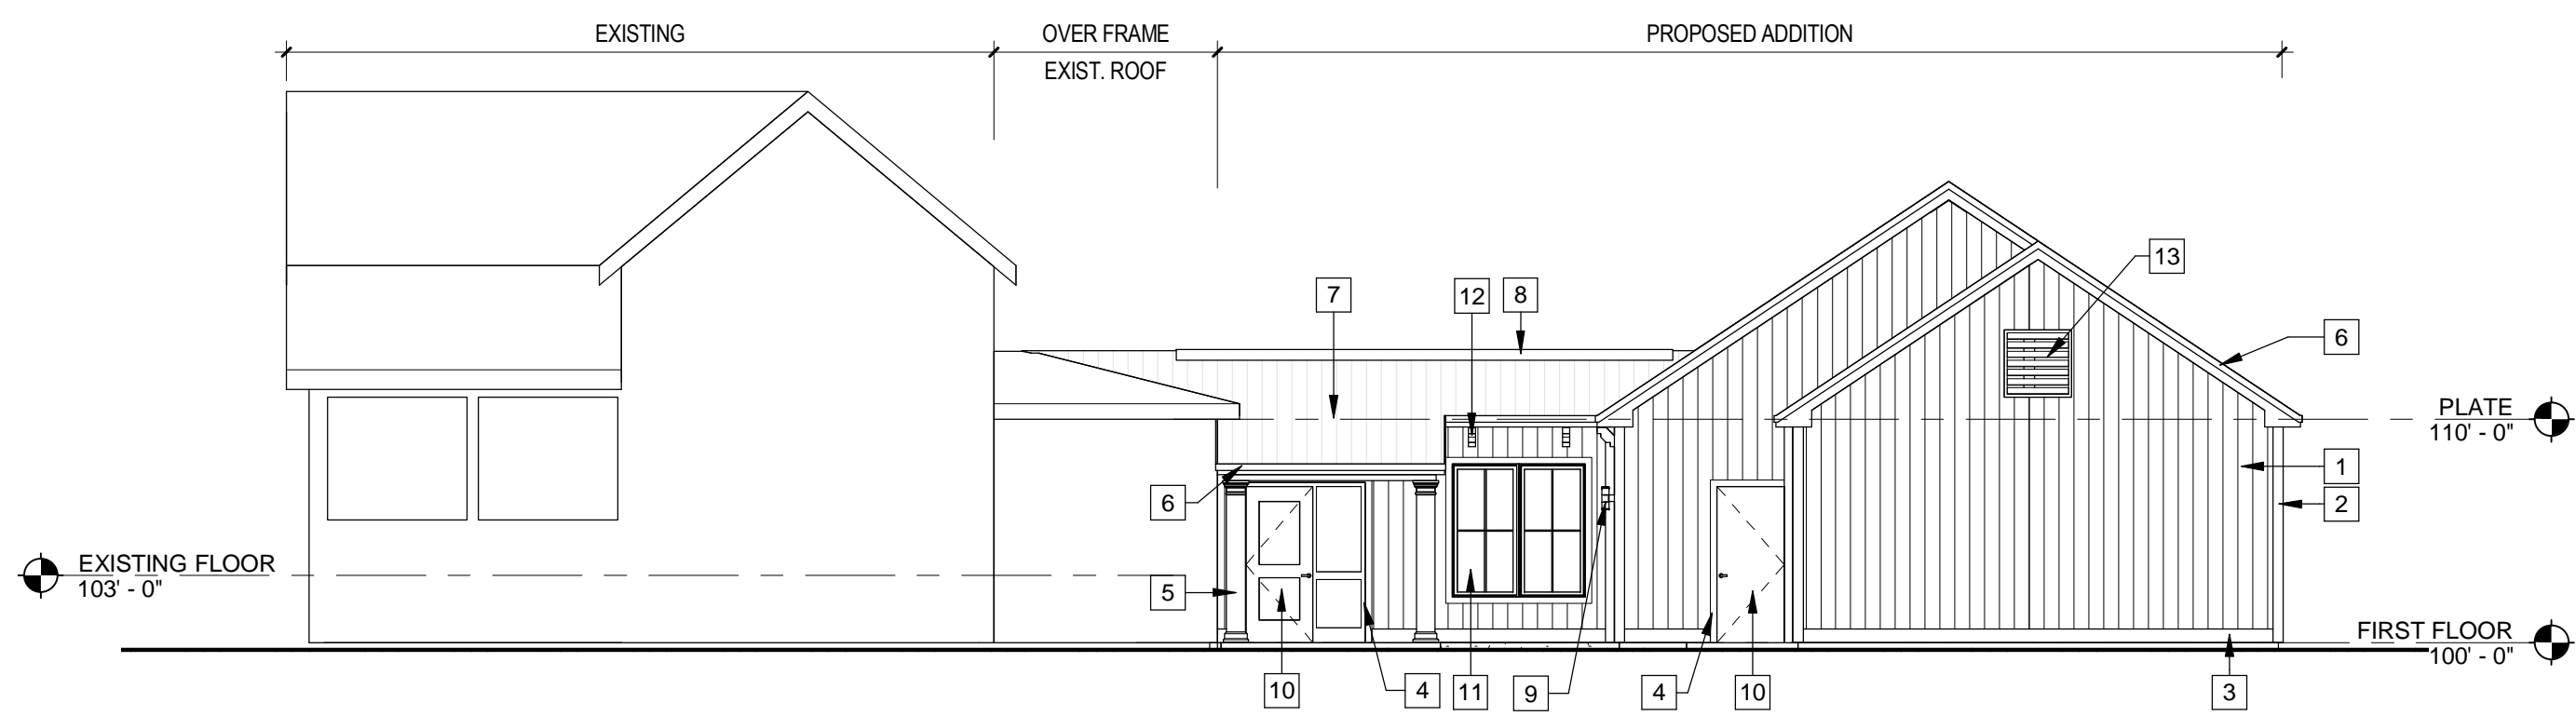 EXISTING
OVER FRAME
PROPOSED ADDITION
EXIST. ROOF
13
7
12
8
6
PLATE
110' - 0"
1
6
2
EXISTING FLOOR
103' - 0"
5
FIRST FLOOR
100' - 0"
10
4
11
9
4
10
3